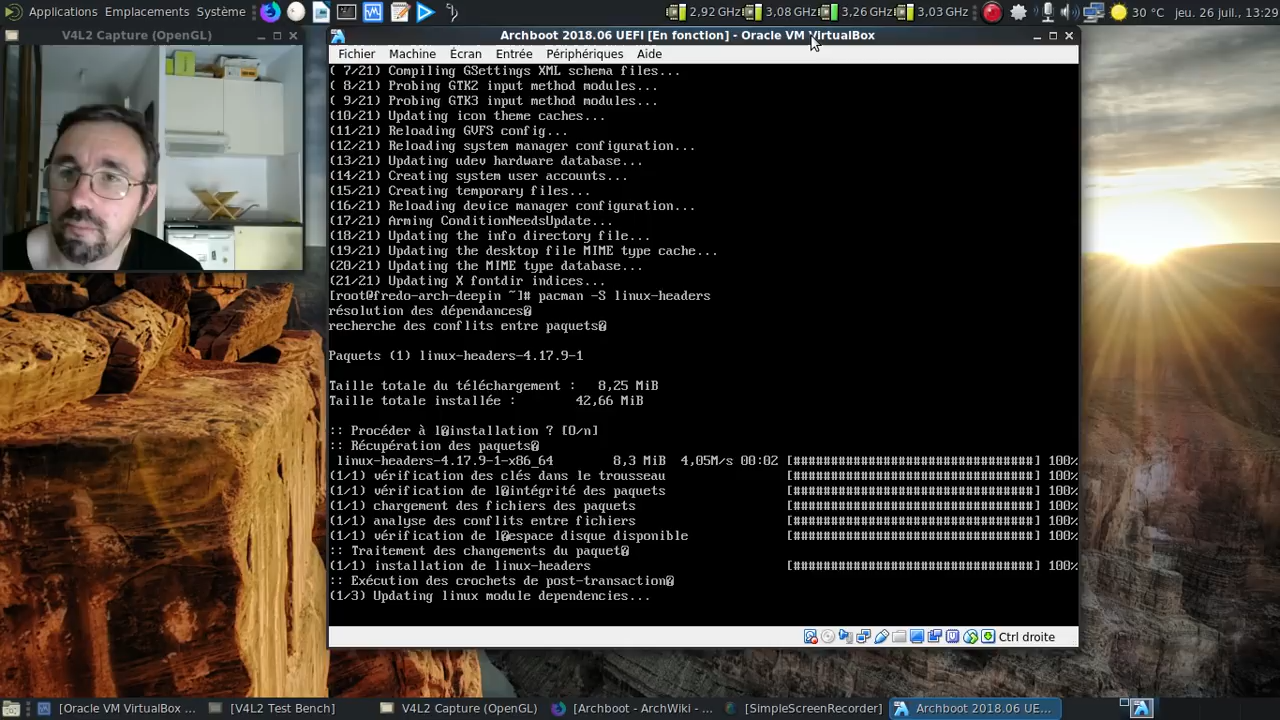 Applications Emplacements Système
2,92 GHz 3,08 GHz 3,26 GHz 3,03 GHz 30 °C jeu. 26 juil., 13:29
V4L2 Capture (OpenGL)
Archboot 2018.06 UEFI [En fonction] - Oracle VM VirtualBox
Fichier Machine Écran Entrée Périphériques Aide
( 7/21) Compiling GSettings XML schema files...
( 8/21) Probing GTK2 input method modules...
( 9/21) Probing GTK3 input method modules...
(10/21) Updating icon theme caches...
(11/21) Reloading GVFS config...
(12/21) Reloading system manager configuration...
(13/21) Updating udev hardware database...
(14/21) Creating system user accounts...
(15/21) Creating temporary files...
(16/21) Reloading device manager configuration...
(17/21) Arming ConditionNeedsUpdate...
(18/21) Updating the info directory file...
(19/21) Updating the desktop file MIME type cache...
(20/21) Updating the MIME type database...
(21/21) Updating X fontdir indices...
[root@fredo-arch-deepin ~]# pacman -S linux-headers
résolution des dépendances�
recherche des conflits entre paquets�
Paquets (1) linux-headers-4.17.9-1
Taille totale du téléchargement : 8,25 MiB
Taille totale installée : 42,66 MiB
:: Procéder à l�installation ? [O/n]
:: Récupération des paquets�
linux-headers-4.17.9-1-x86_64 8,3 MiB 4,05M/s 00:02 [################################] 100%
(1/1) vérification des clés dans le trousseau [################################] 100%
(1/1) vérification de l�intégrité des paquets [################################] 100%
(1/1) chargement des fichiers des paquets [################################] 100%
(1/1) analyse des conflits entre fichiers [################################] 100%
(1/1) vérification de l�espace disque disponible [################################] 100%
:: Traitement des changements du paquet�
(1/1) installation de linux-headers [################################] 100%
:: Exécution des crochets de post-transaction�
(1/3) Updating linux module dependencies...
Ctrl droite
[Oracle VM VirtualBox ... [V4L2 Test Bench] V4L2 Capture (OpenGL) [Archboot - ArchWiki - ... [SimpleScreenRecorder] Archboot 2018.06 UE...